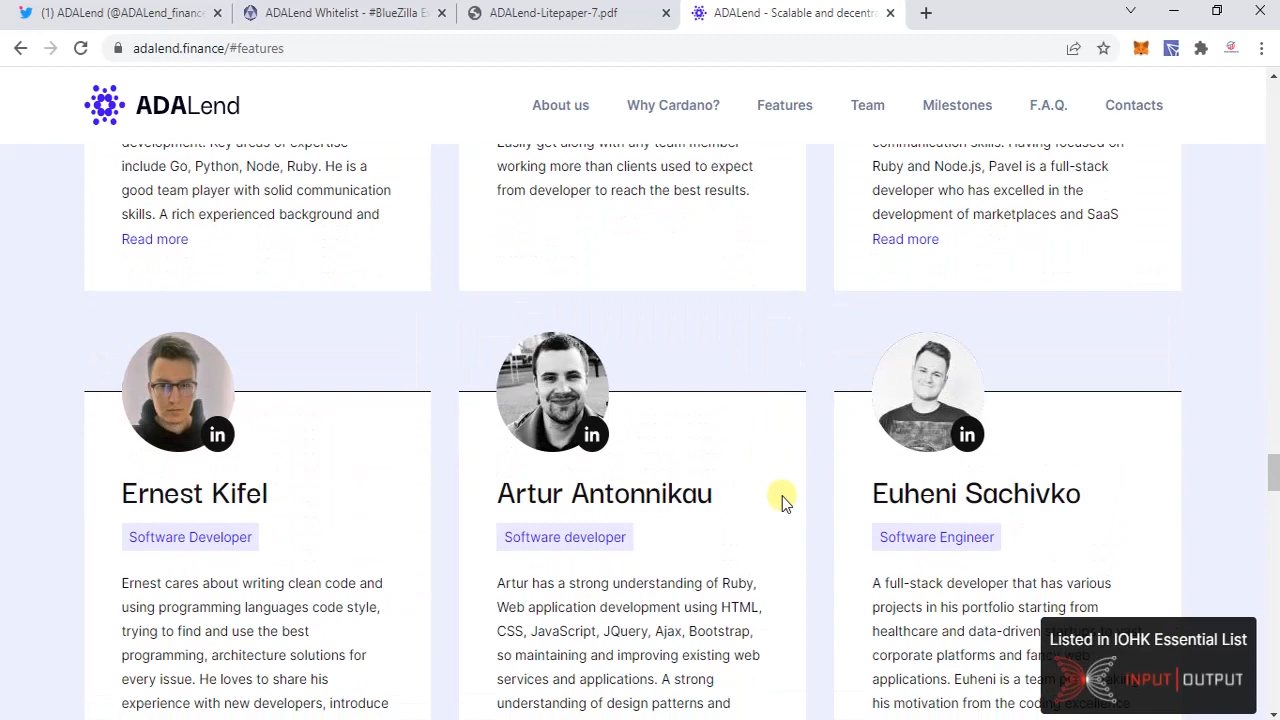 (1) ADALend (@ADALend_finance
ADALend Whitelist - #BlueZilla E
ADALend-Litepaper-7.pdf
ADALend - Scalable and decentra
adalend.finance/#features
ADALend
About us
Why Cardano?
Features
Team
Milestones
F.A.Q.
Contacts
development. Key areas of expertise
include Go, Python, Node, Ruby. He is a
good team player with solid communication
skills. A rich experienced background and
Read more
Easily get along with any team member
working more than clients used to expect
from developer to reach the best results.
communication skills. Having focused on
Ruby and Node.js, Pavel is a full-stack
developer who has excelled in the
development of marketplaces and SaaS
Read more
in
Ernest Kifel
Software Developer
Ernest cares about writing clean code and
using programming languages code style,
trying to find and use the best
programming, architecture solutions for
every issue. He loves to share his
experience with new developers, introduce
in
Artur Antonnikau
Software developer
Artur has a strong understanding of Ruby,
Web application development using HTML,
CSS, JavaScript, JQuery, Ajax, Bootstrap,
so maintaining and improving existing web
services and applications. A strong
understanding of design patterns and
in
Euheni Sachivko
Software Engineer
A full-stack developer that has various
projects in his portfolio starting from
healthcare and data-driven
corporate platforms and fancy web
applications. Euheni is a team
his motivation from the coding excellence
Listed in IOHK Essential List
INPUT | OUTPUT